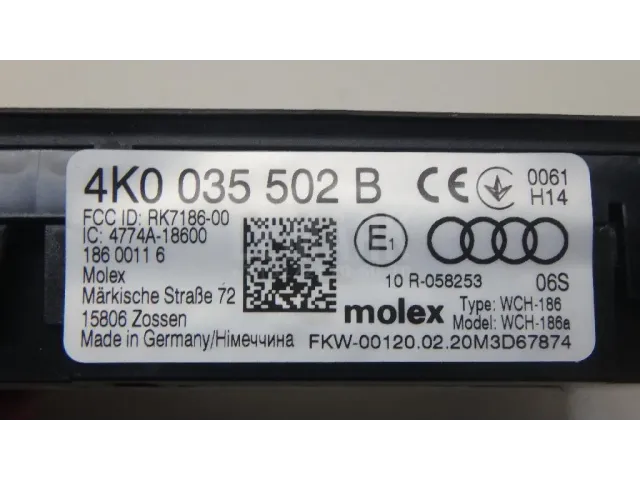 4K0 035 502 B
CE
0061
H14
FCC ID: RK7186-00
IC: 4774A-18600
186 0011 6
Molex
Märkische Straße 72
15806 Zossen
Made in Germany/Німеччина
E1
10 R-058253
06S
molex
Type: WCH-186
Model: WCH-186a
FKW-00120.02.20M3D67874